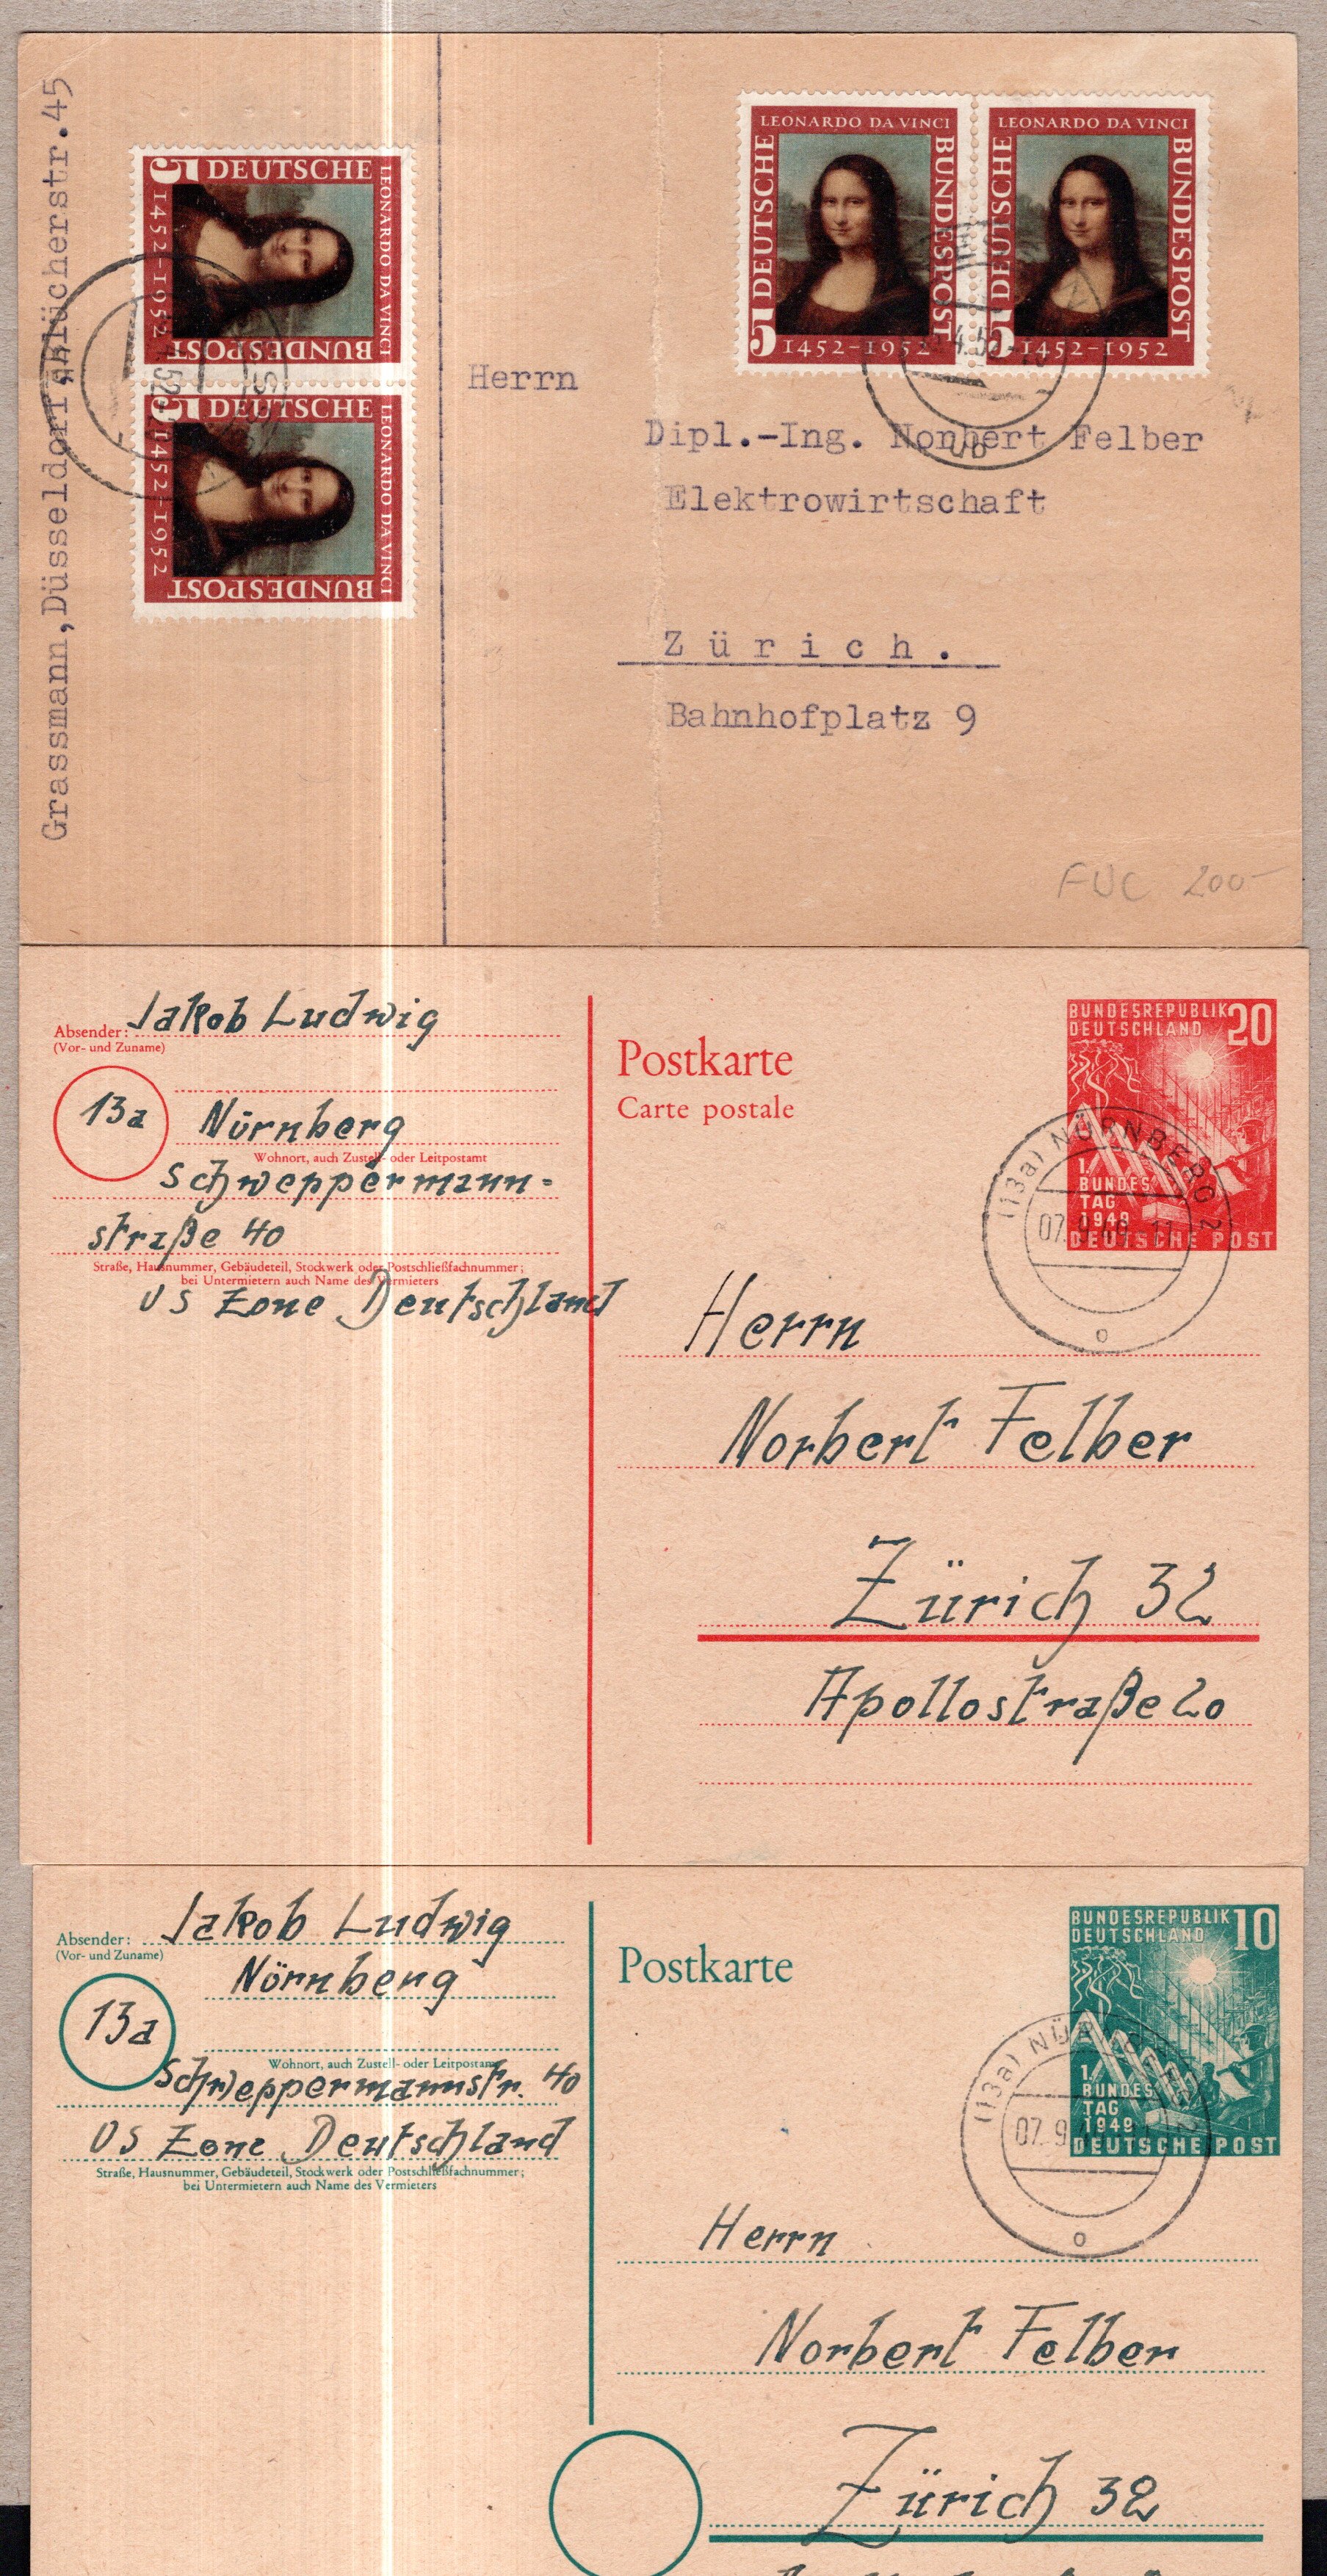 Grassmann, Düsseldorf, Blücherstr.45
5 DEUTSCHE
BUNDESPOST
LEONARDO DA VINCI
1452-1952
5 DEUTSCHE
BUNDESPOST
LEONARDO DA VINCI
1452-1952
LEONARDO DA VINCI
5 DEUTSCHE
BUNDESPOST
1452-1952
LEONARDO DA VINCI
5 DEUTSCHE
BUNDESPOST
1452-1952
Herrn
Dipl.-Ing. Norbert Felber
Elektrowirtschaft
Zürich.
Bahnhofplatz 9
FUC 200-
Absender: Jakob Ludwig
(Vor- und Zuname)
13a Nürnberg
Wohnort, auch Zustell- oder Leitpostamt
Schweppermann-
straße 40
Straße, Hausnummer, Gebäudeteil, Stockwerk oder Postschließfachnummer;
bei Untermietern auch Name des Vermieters
US Zone Deutschland
Postkarte
Carte postale
BUNDESREPUBLIK 20
DEUTSCHLAND
1.
BUNDES
TAG
1949
DEUTSCHE POST
(13a) NÜRNBERG 2
Herrn
Norbert Felber
Zürich 32
Apollostraße 20
Absender: Jakob Ludwig
(Vor- und Zuname)
Nörnberg
13a
Wohnort, auch Zustell- oder Leitpostamt
Schweppermannstr. 40
US Zone Deutschland
Straße, Hausnummer, Gebäudeteil, Stockwerk oder Postschließfachnummer;
bei Untermietern auch Name des Vermieters
Postkarte
BUNDESREPUBLIK 10
DEUTSCHLAND
1.
BUNDES
TAG
1949
DEUTSCHE POST
(13a) NÜRNBERG 2
Herrn
Norbert Felber
Zürich 32